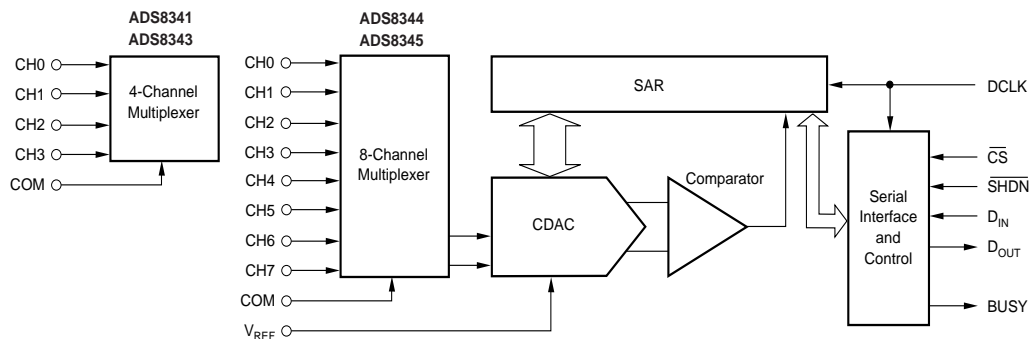 ADS8341
ADS8343
CH0
CH1
CH2
CH3
COM
4-Channel
Multiplexer
ADS8344
ADS8345
CH0
CH1
CH2
CH3
CH4
CH5
CH6
CH7
COM
VREF
8-Channel
Multiplexer
SAR
CDAC
Comparator
Serial
Interface
and
Control
DCLK
CS
SHDN
DIN
DOUT
BUSY